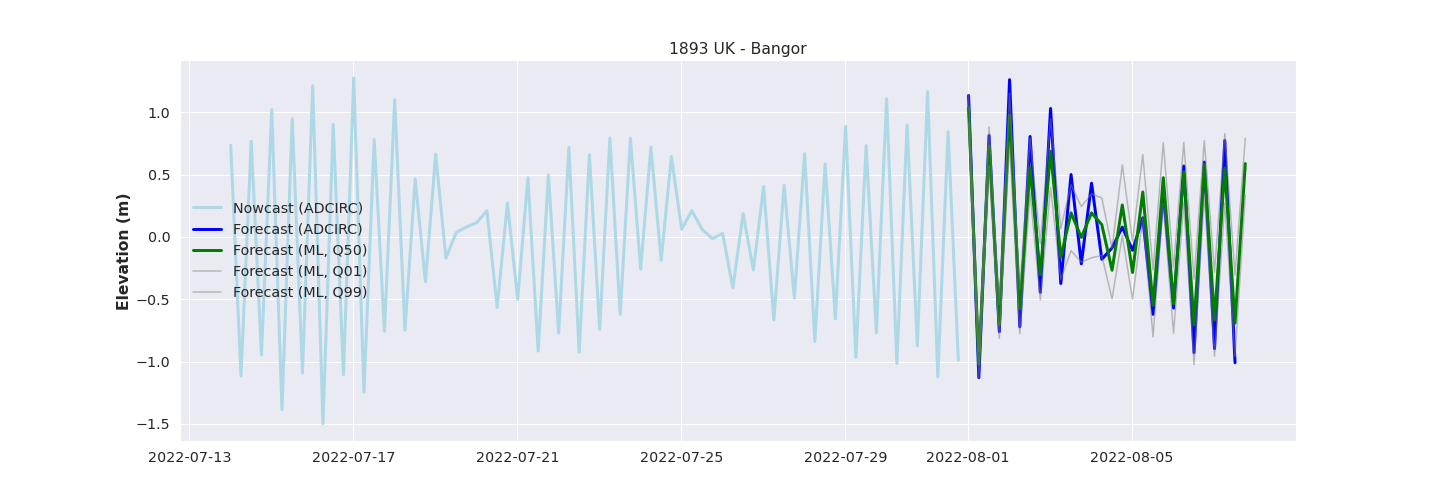 1893 UK - Bangor
Elevation (m)
1.0
0.5
0.0
−0.5
−1.0
−1.5
Nowcast (ADCIRC)
Forecast (ADCIRC)
Forecast (ML, Q50)
Forecast (ML, Q01)
Forecast (ML, Q99)
2022-07-13 2022-07-17 2022-07-21 2022-07-25 2022-07-29 2022-08-01 2022-08-05